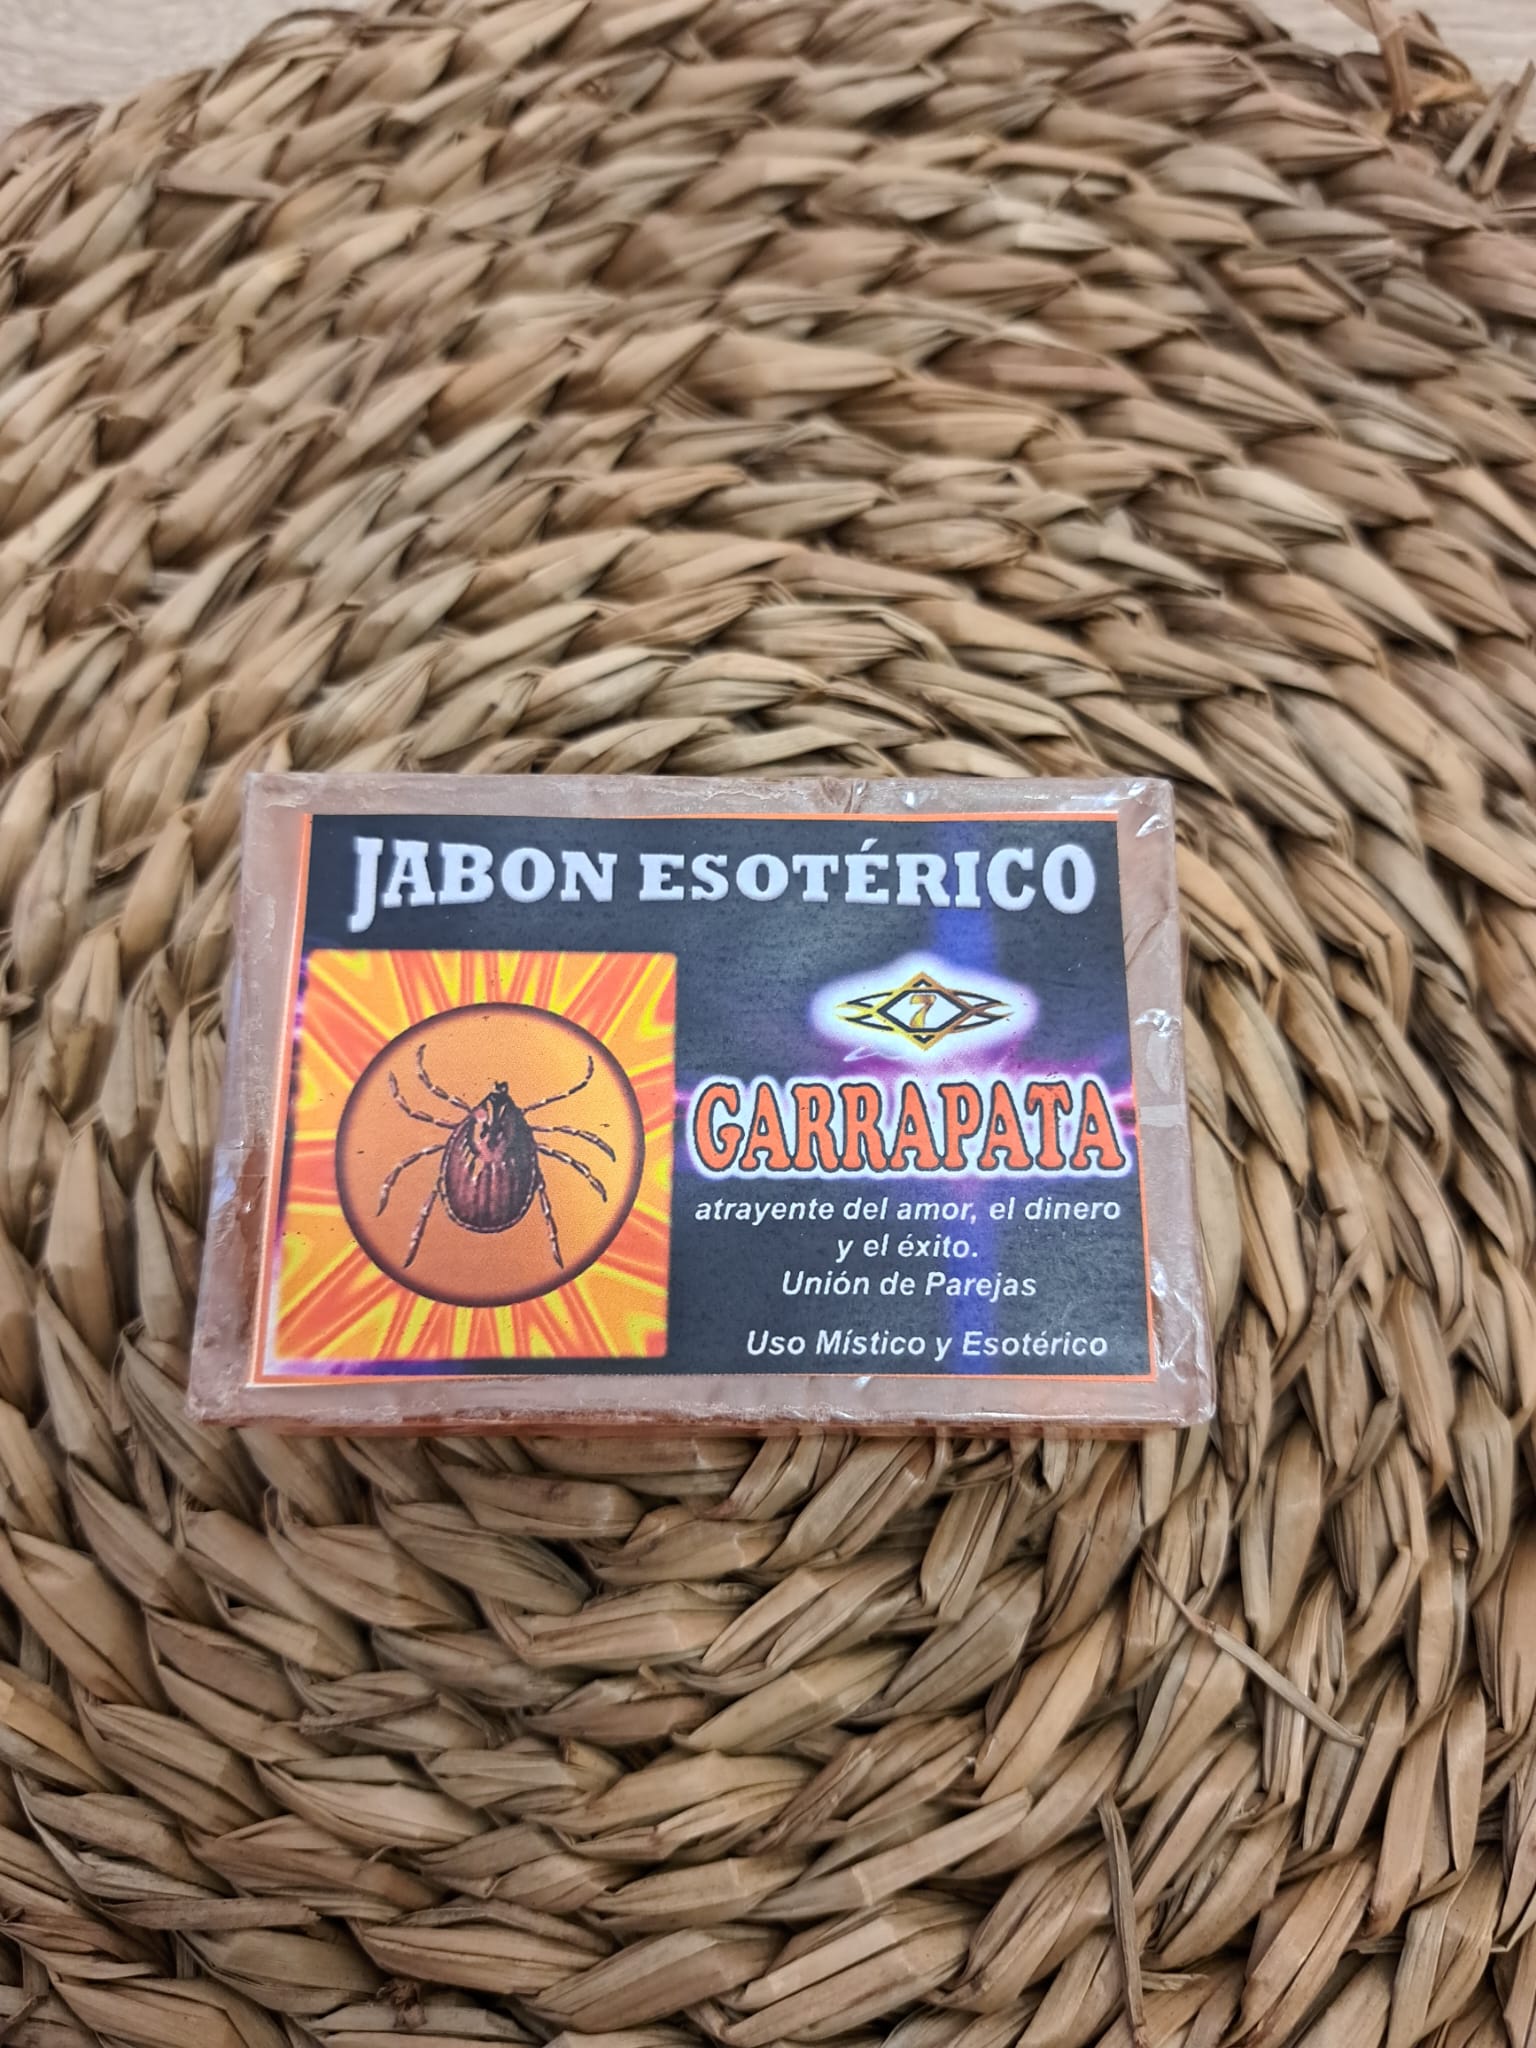 JABON ESOTÉRICO
7
GARRAPATA
atrayente del amor, el dinero
y el éxito.
Unión de Parejas
Uso Místico y Esotérico